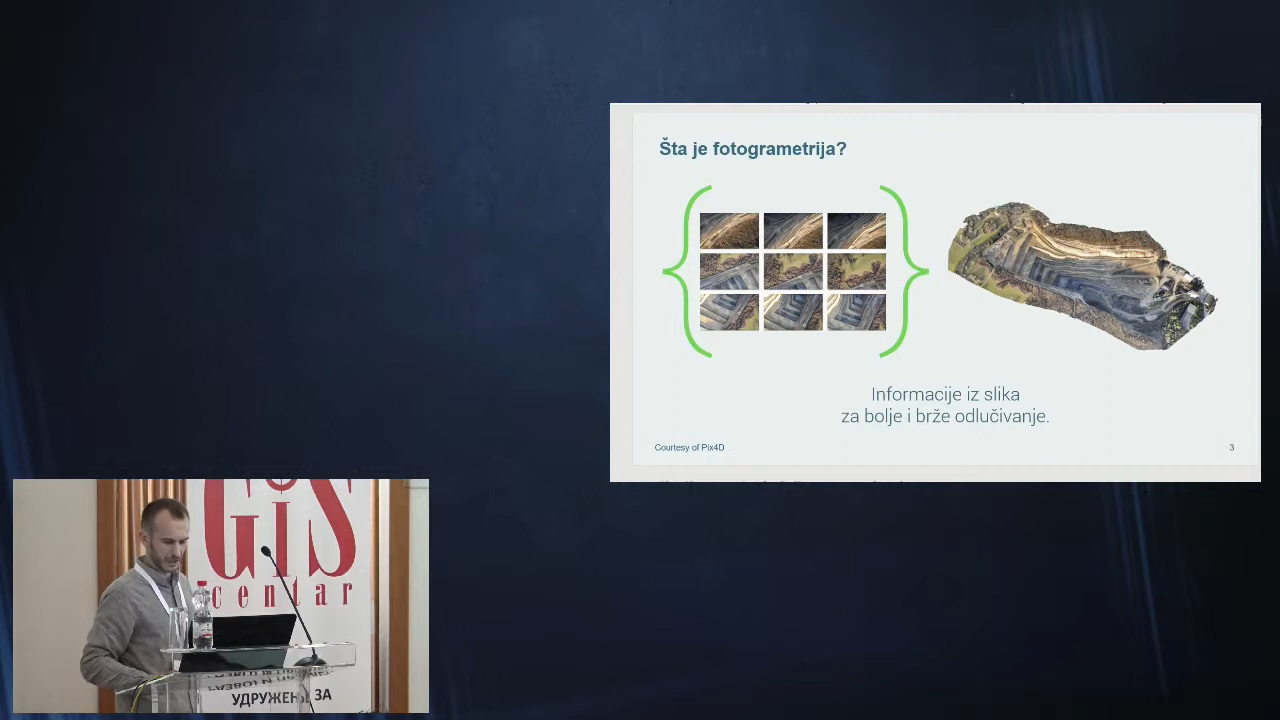 Šta je fotogrametrija?
Informacije iz slika
za bolje i brže odlučivanje.
Courtesy of Pix4D
3
GiS
centar
УДРУЖЕЊЕ ЗА